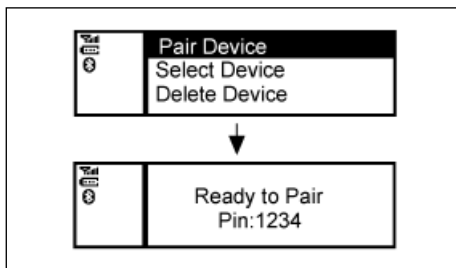 Pair Device
Select Device
Delete Device
Ready to Pair
Pin:1234